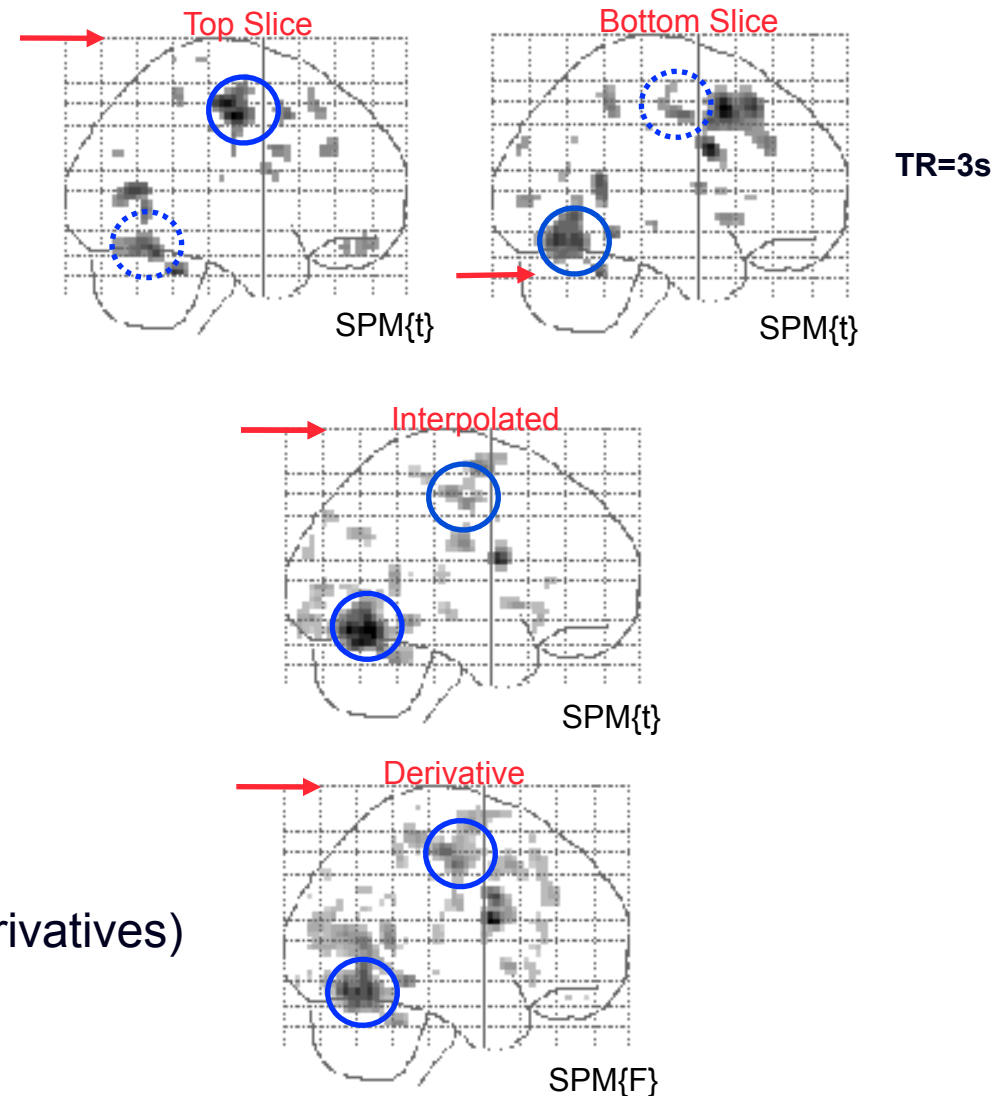 Top Slice
Bottom Slice
TR=3s
SPM{t}
SPM{t}
Interpolated
SPM{t}
Derivative
rivatives)
SPM{F}